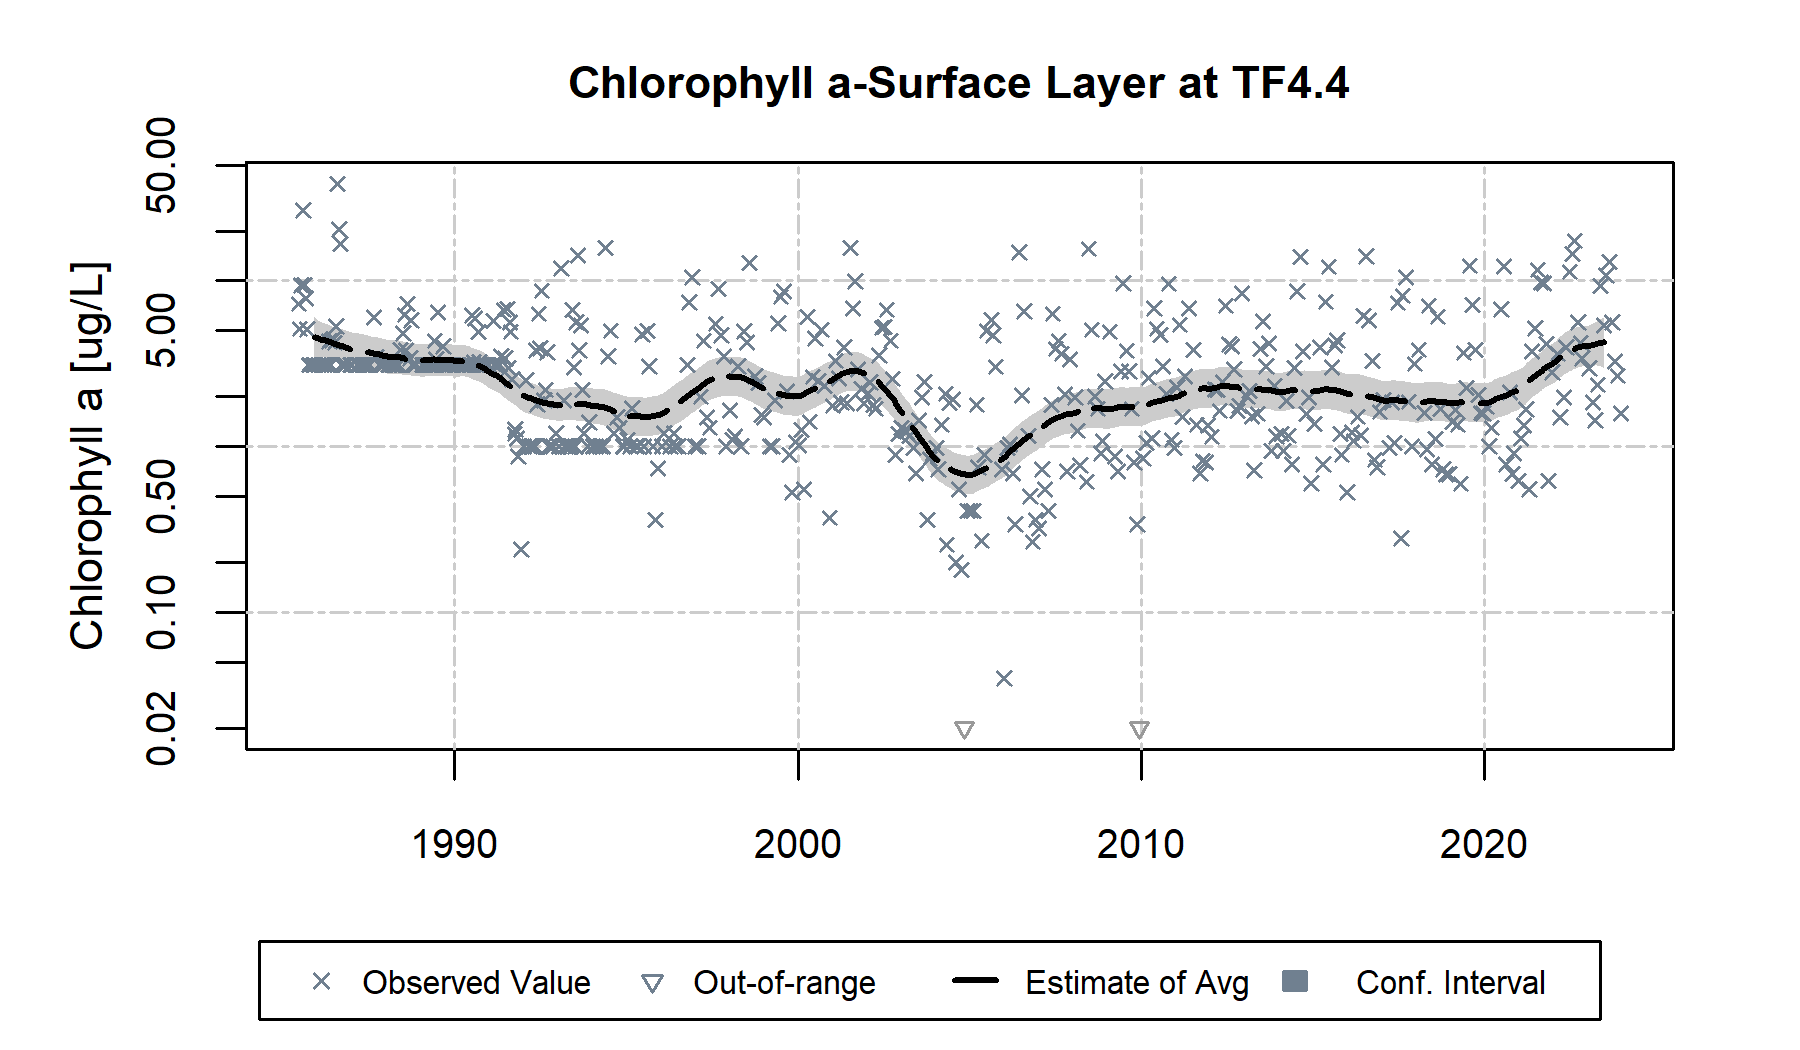 Chlorophyll a-Surface Layer at TF4.4
Chlorophyll a [ug/L]
50.00
5.00
0.50
0.10
0.02
1990 2000 2010 2020
Observed Value Out-of-range Estimate of Avg Conf. Interval